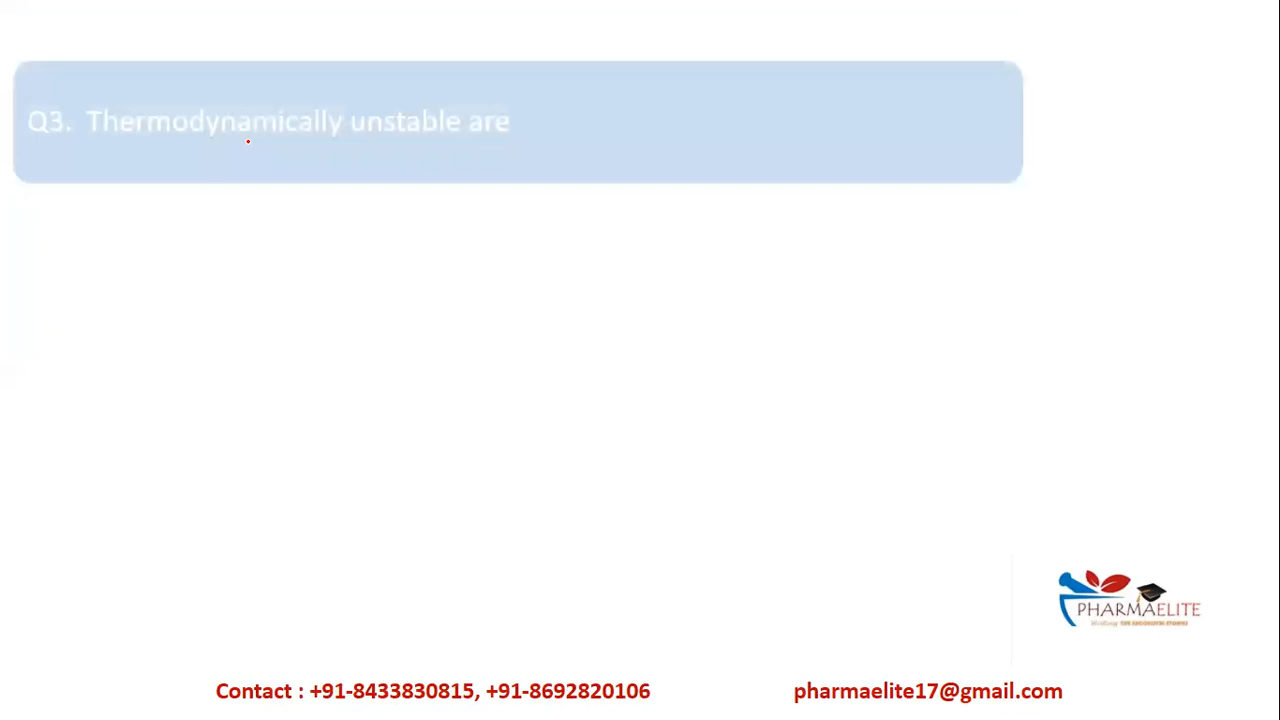 Q3. Thermodynamically unstable are
PHARMAELITE
Contact : +91-8433830815, +91-8692820106
pharmaelite17@gmail.com